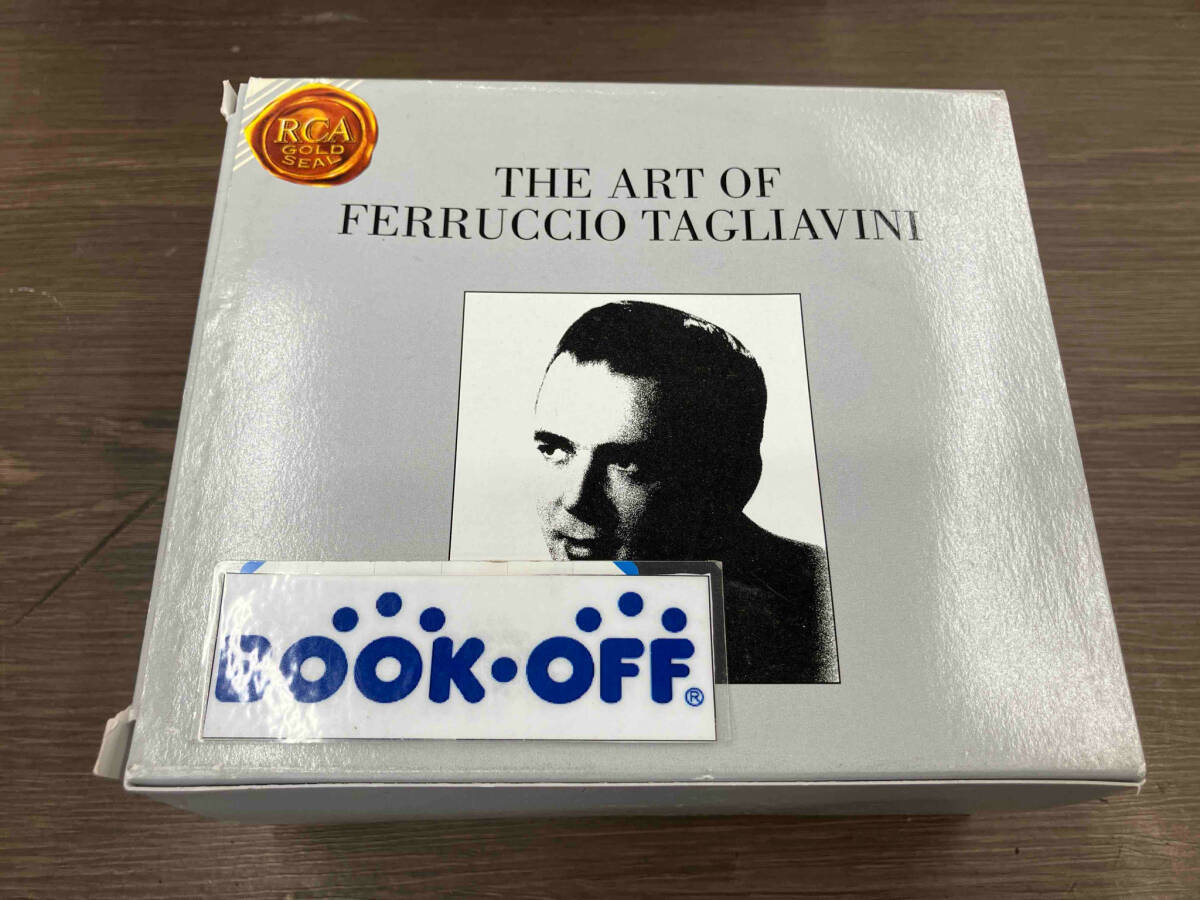 RCA
GOLD
SEAL
THE ART OF
FERRUCCIO TAGLIAVINI
BOOK·OFF®